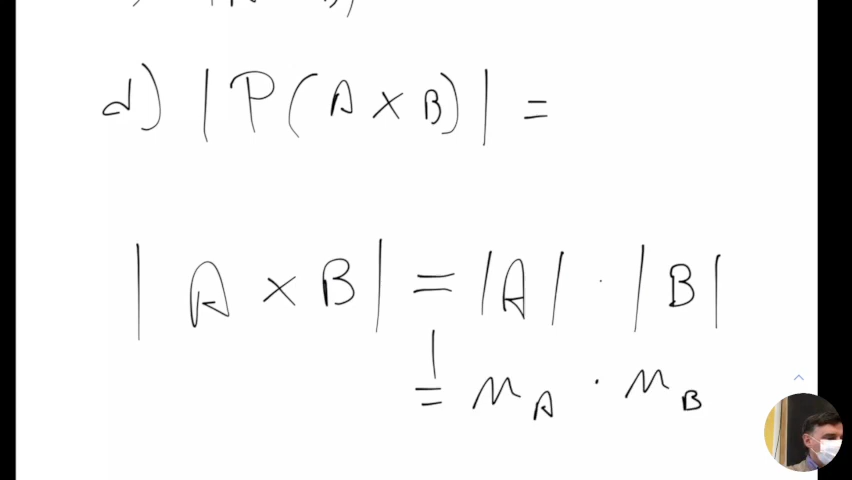 d) |P(A × B)| =
|A × B| = |A| · |B|
= m_A · m_B